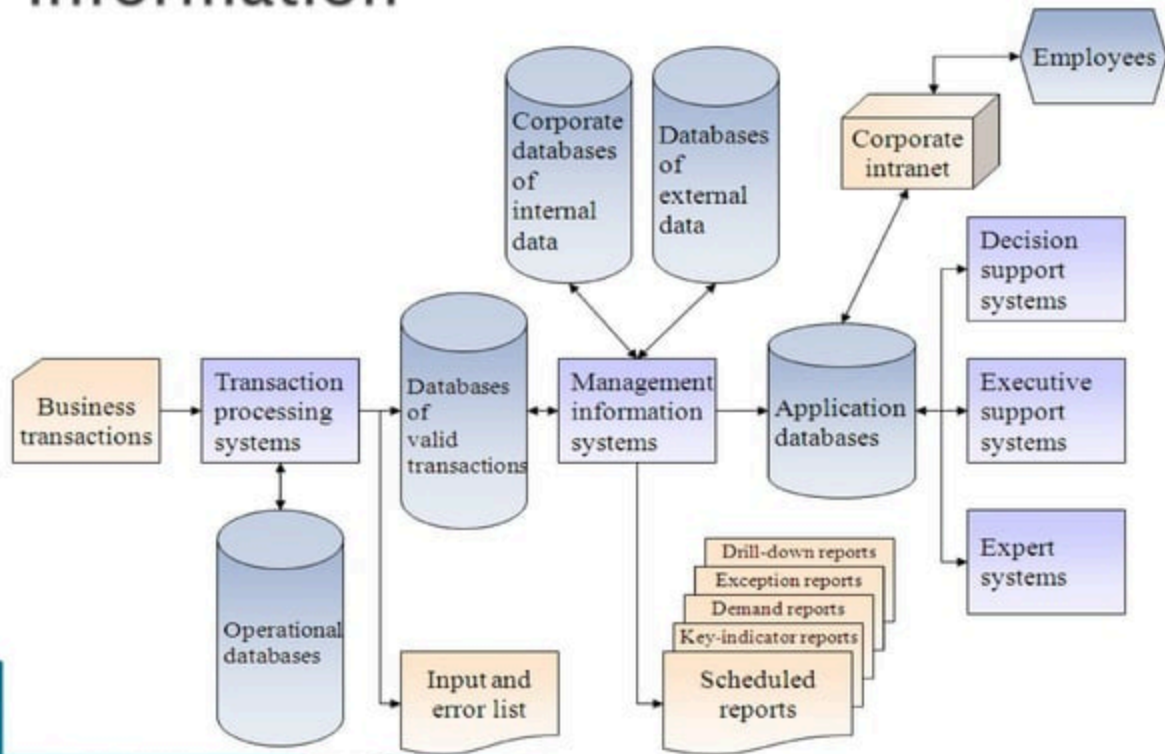 Information
Employees
Corporate
databases
of
internal
data
Databases
of
external
data
Corporate
intranet
Decision
support
systems
Business
transactions
Transaction
processing
systems
Databases
of
valid
transactions
Management
information
systems
Application
databases
Executive
support
systems
Operational
databases
Drill-down reports
Exception reports
Demand reports
Key-indicator reports
Scheduled
reports
Expert
systems
Input and
error list